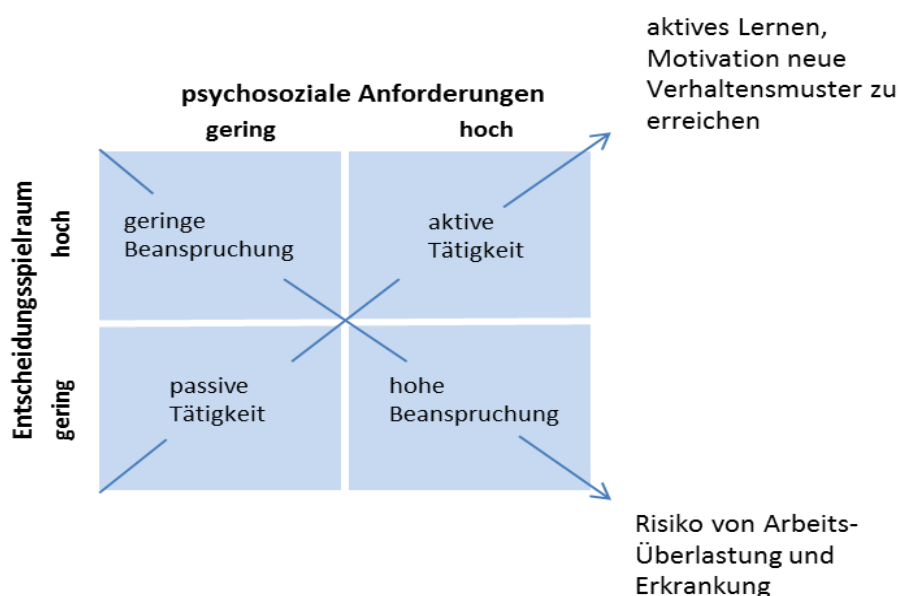 aktives Lernen,
Motivation neue
Verhaltensmuster zu
erreichen
psychosoziale Anforderungen
gering hoch
Entscheidungsspielraum
hoch
gering
geringe
Beanspruchung
aktive
Tätigkeit
passive
Tätigkeit
hohe
Beanspruchung
Risiko von Arbeits-
Überlastung und
Erkrankung